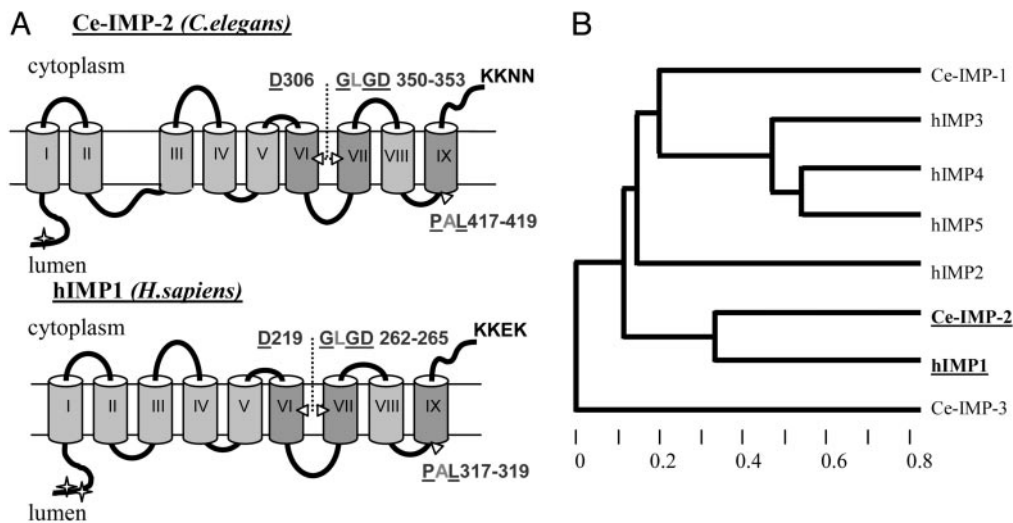 A
Ce-IMP-2 (C.elegans)
cytoplasm
D306 GLGD 350-353 KKNN
I II III IV V VI VII VIII IX
PAL417-419
lumen
hIMP1 (H.sapiens)
cytoplasm
D219 GLGD 262-265 KKEK
I II III IV V VI VII VIII IX
PAL317-319
lumen
B
Ce-IMP-1
hIMP3
hIMP4
hIMP5
hIMP2
Ce-IMP-2
hIMP1
Ce-IMP-3
0 0.2 0.4 0.6 0.8